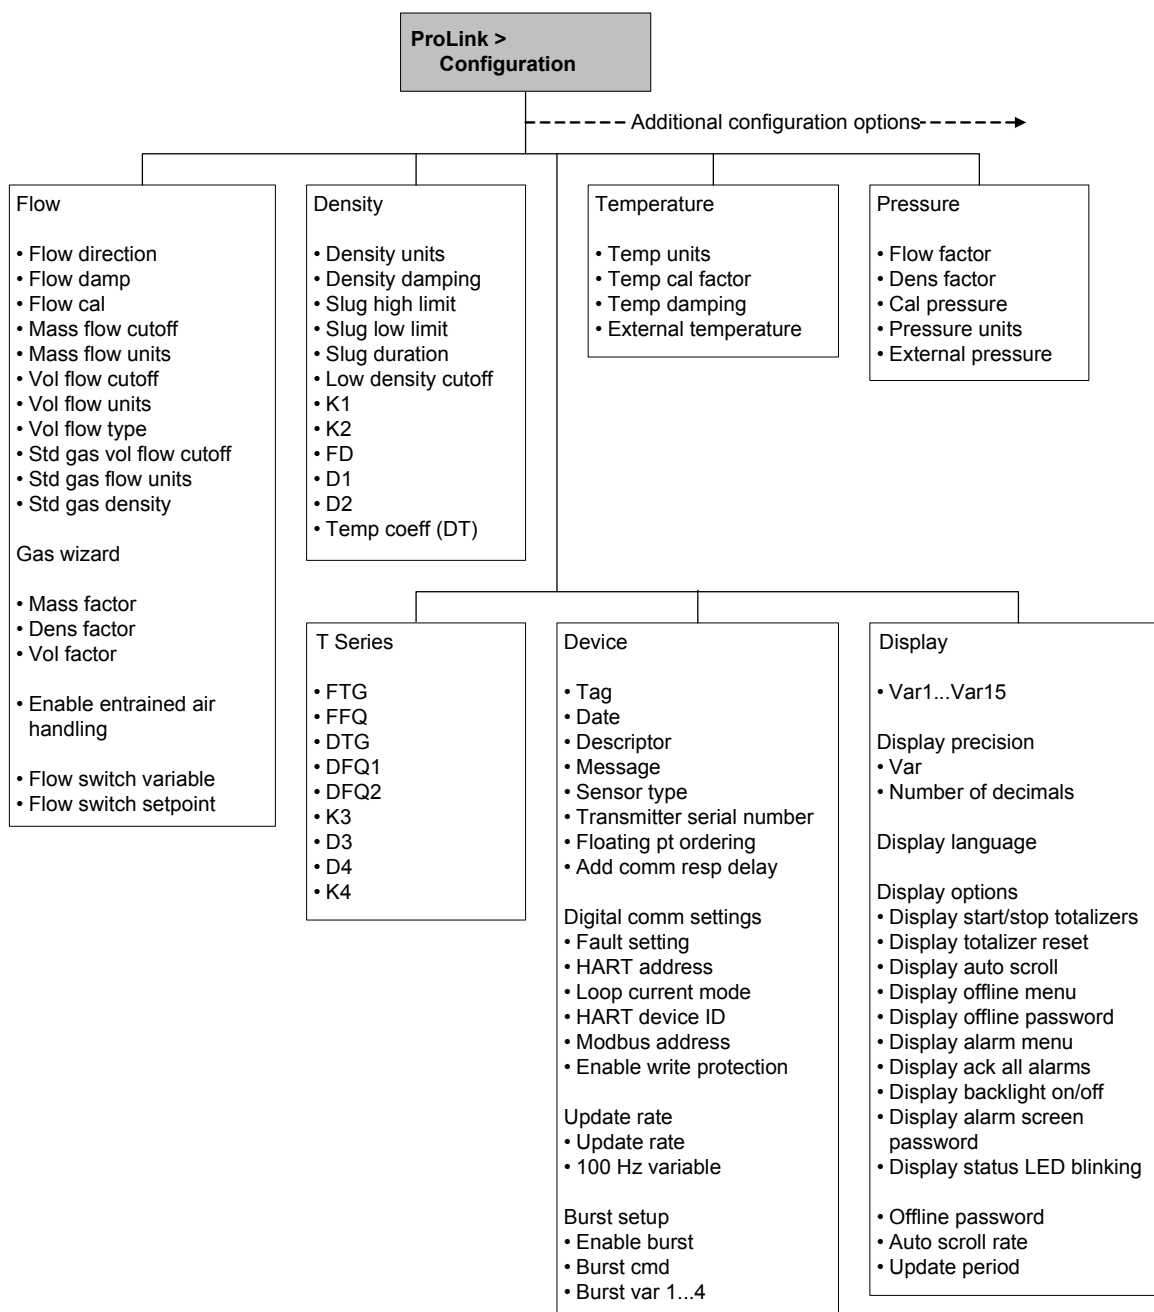 ProLink >
Configuration
Additional configuration options
Flow
• Flow direction
• Flow damp
• Flow cal
• Mass flow cutoff
• Mass flow units
• Vol flow cutoff
• Vol flow units
• Vol flow type
• Std gas vol flow cutoff
• Std gas flow units
• Std gas density
Gas wizard
• Mass factor
• Dens factor
• Vol factor
• Enable entrained air
handling
• Flow switch variable
• Flow switch setpoint
Density
• Density units
• Density damping
• Slug high limit
• Slug low limit
• Slug duration
• Low density cutoff
• K1
• K2
• FD
• D1
• D2
• Temp coeff (DT)
Temperature
• Temp units
• Temp cal factor
• Temp damping
• External temperature
Pressure
• Flow factor
• Dens factor
• Cal pressure
• Pressure units
• External pressure
T Series
• FTG
• FFQ
• DTG
• DFQ1
• DFQ2
• K3
• D3
• D4
• K4
Device
• Tag
• Date
• Descriptor
• Message
• Sensor type
• Transmitter serial number
• Floating pt ordering
• Add comm resp delay
Digital comm settings
• Fault setting
• HART address
• Loop current mode
• HART device ID
• Modbus address
• Enable write protection
Update rate
• Update rate
• 100 Hz variable
Burst setup
• Enable burst
• Burst cmd
• Burst var 1...4
Display
• Var1...Var15
Display precision
• Var
• Number of decimals
Display language
Display options
• Display start/stop totalizers
• Display totalizer reset
• Display auto scroll
• Display offline menu
• Display offline password
• Display alarm menu
• Display ack all alarms
• Display backlight on/off
• Display alarm screen
password
• Display status LED blinking
• Offline password
• Auto scroll rate
• Update period